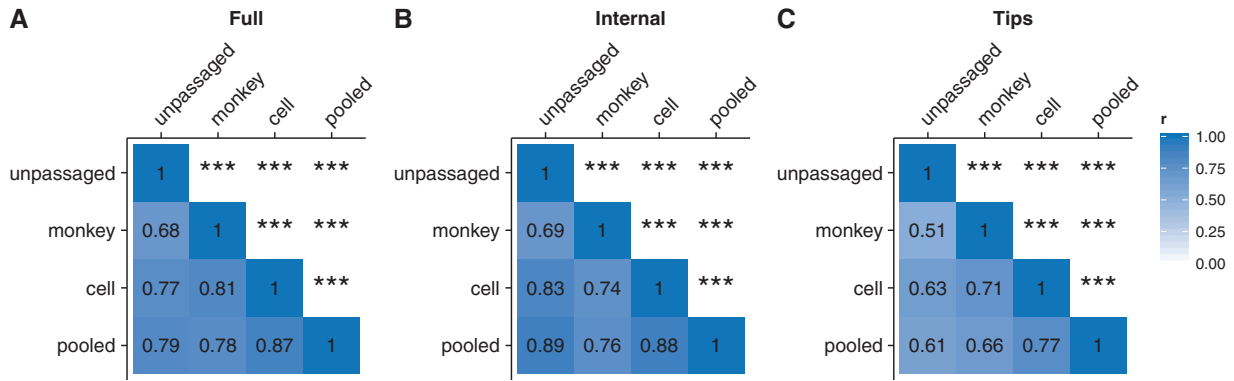 A Full
unpassaged monkey cell pooled
unpassaged 1 *** *** ***
monkey 0.68 1 *** ***
cell 0.77 0.81 1 ***
pooled 0.79 0.78 0.87 1
B Internal
unpassaged monkey cell pooled
unpassaged 1 *** *** ***
monkey 0.69 1 *** ***
cell 0.83 0.74 1 ***
pooled 0.89 0.76 0.88 1
C Tips
unpassaged monkey cell pooled
unpassaged 1 *** *** ***
monkey 0.51 1 *** ***
cell 0.63 0.71 1 ***
pooled 0.61 0.66 0.77 1
r
1.00
0.75
0.50
0.25
0.00